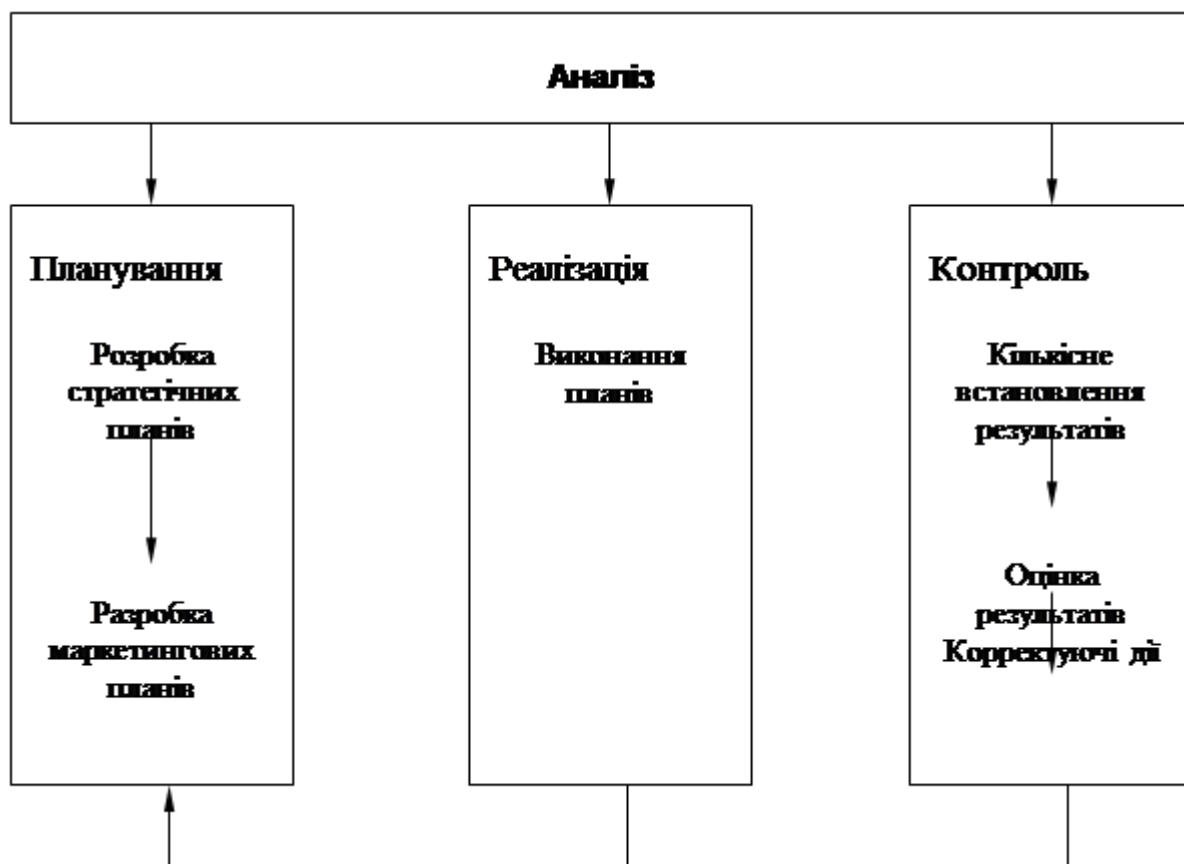 Аналіз
Планування
Розробка
стратегічних
планів
Разробка
маркетингових
планів
Реалізація
Виконання
планів
Контроль
Кількісне
встановлення
результатів
Оцінка
результатів
Корректуючі дії